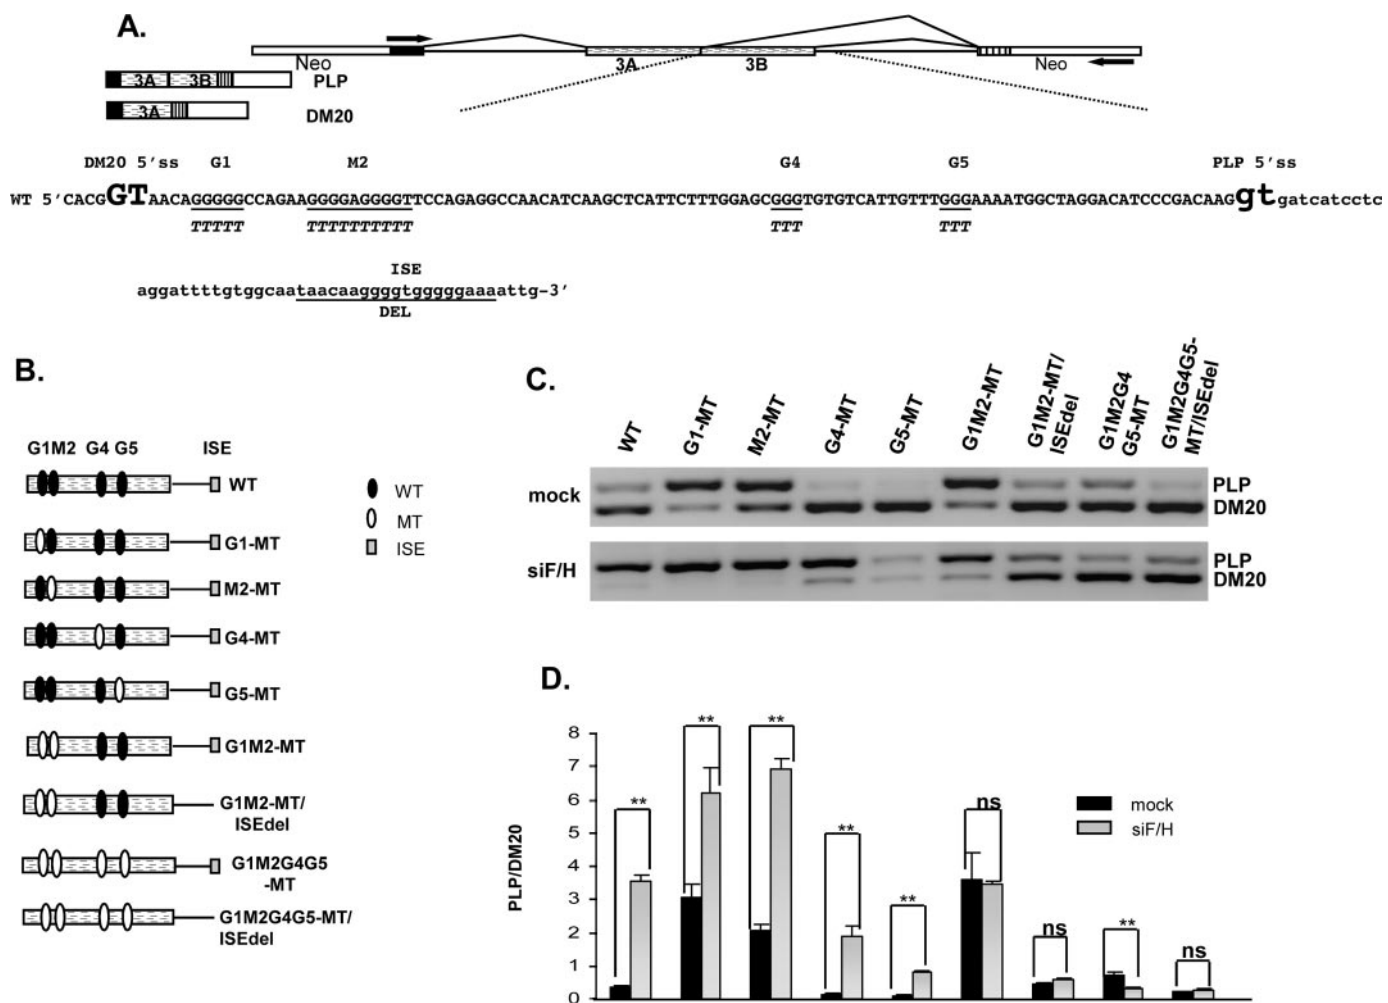 A.
Neo
3A
3B
Neo
3A 3B PLP
3A DM20
DM20 5'ss G1 M2 G4 G5 PLP 5'ss
WT 5'CACGGTAACAGGGGGCCAGAAGGGGAGGGGTTCCAGAGGCCAACATCAAGCTCATTCTTTGGAGCGGGTGTGTCATTGTTTGGGAAAATGGCTAGGACATCCCGACAAGgtgatcatcctc
TTTTT TTTTTTTTTT TTT TTT
ISE
aggattttgtggcaataacaaggggtgggggaaaattg-3'
DEL
B.
G1M2 G4 G5 ISE
WT
G1-MT
M2-MT
G4-MT
G5-MT
G1M2-MT
G1M2-MT/
ISEdel
G1M2G4G5
-MT
G1M2G4G5-MT/
ISEdel
WT
MT
ISE
C.
WT
G1-MT
M2-MT
G4-MT
G5-MT
G1M2-MT
G1M2-MT/
ISEdel
G1M2G4
G5-MT
G1M2G4G5-
MT/ISEdel
mock
PLP
DM20
siF/H
PLP
DM20
D.
PLP/DM20
8
7
6
5
4
3
2
1
0
**
**
**
**
**
ns
ns
**
ns
mock
siF/H